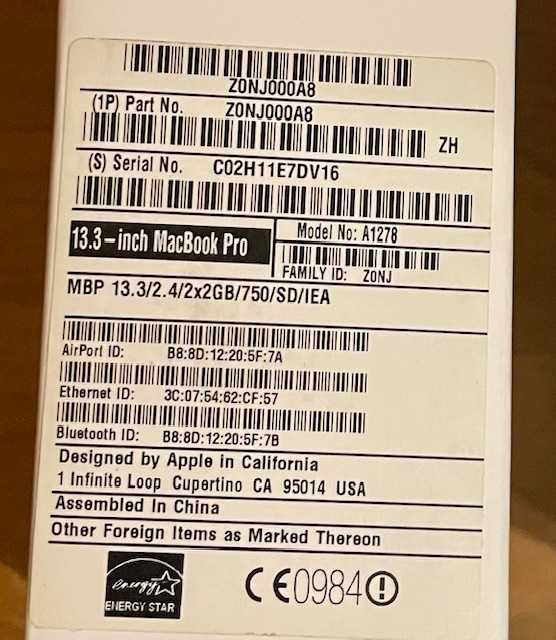 Z0NJ000A8
(1P) Part No. Z0NJ000A8
ZH
(S) Serial No. C02H11E7DV16
13.3-inch MacBook Pro
Model No: A1278
FAMILY ID: Z0NJ
MBP 13.3/2.4/2x2GB/750/SD/IEA
AirPort ID: B8:8D:12:20:5F:7A
Ethernet ID: 3C:07:54:62:CF:57
Bluetooth ID: B8:8D:12:20:5F:7B
Designed by Apple in California
1 Infinite Loop Cupertino CA 95014 USA
Assembled In China
Other Foreign Items as Marked Thereon
energy
ENERGY STAR
CE0984!